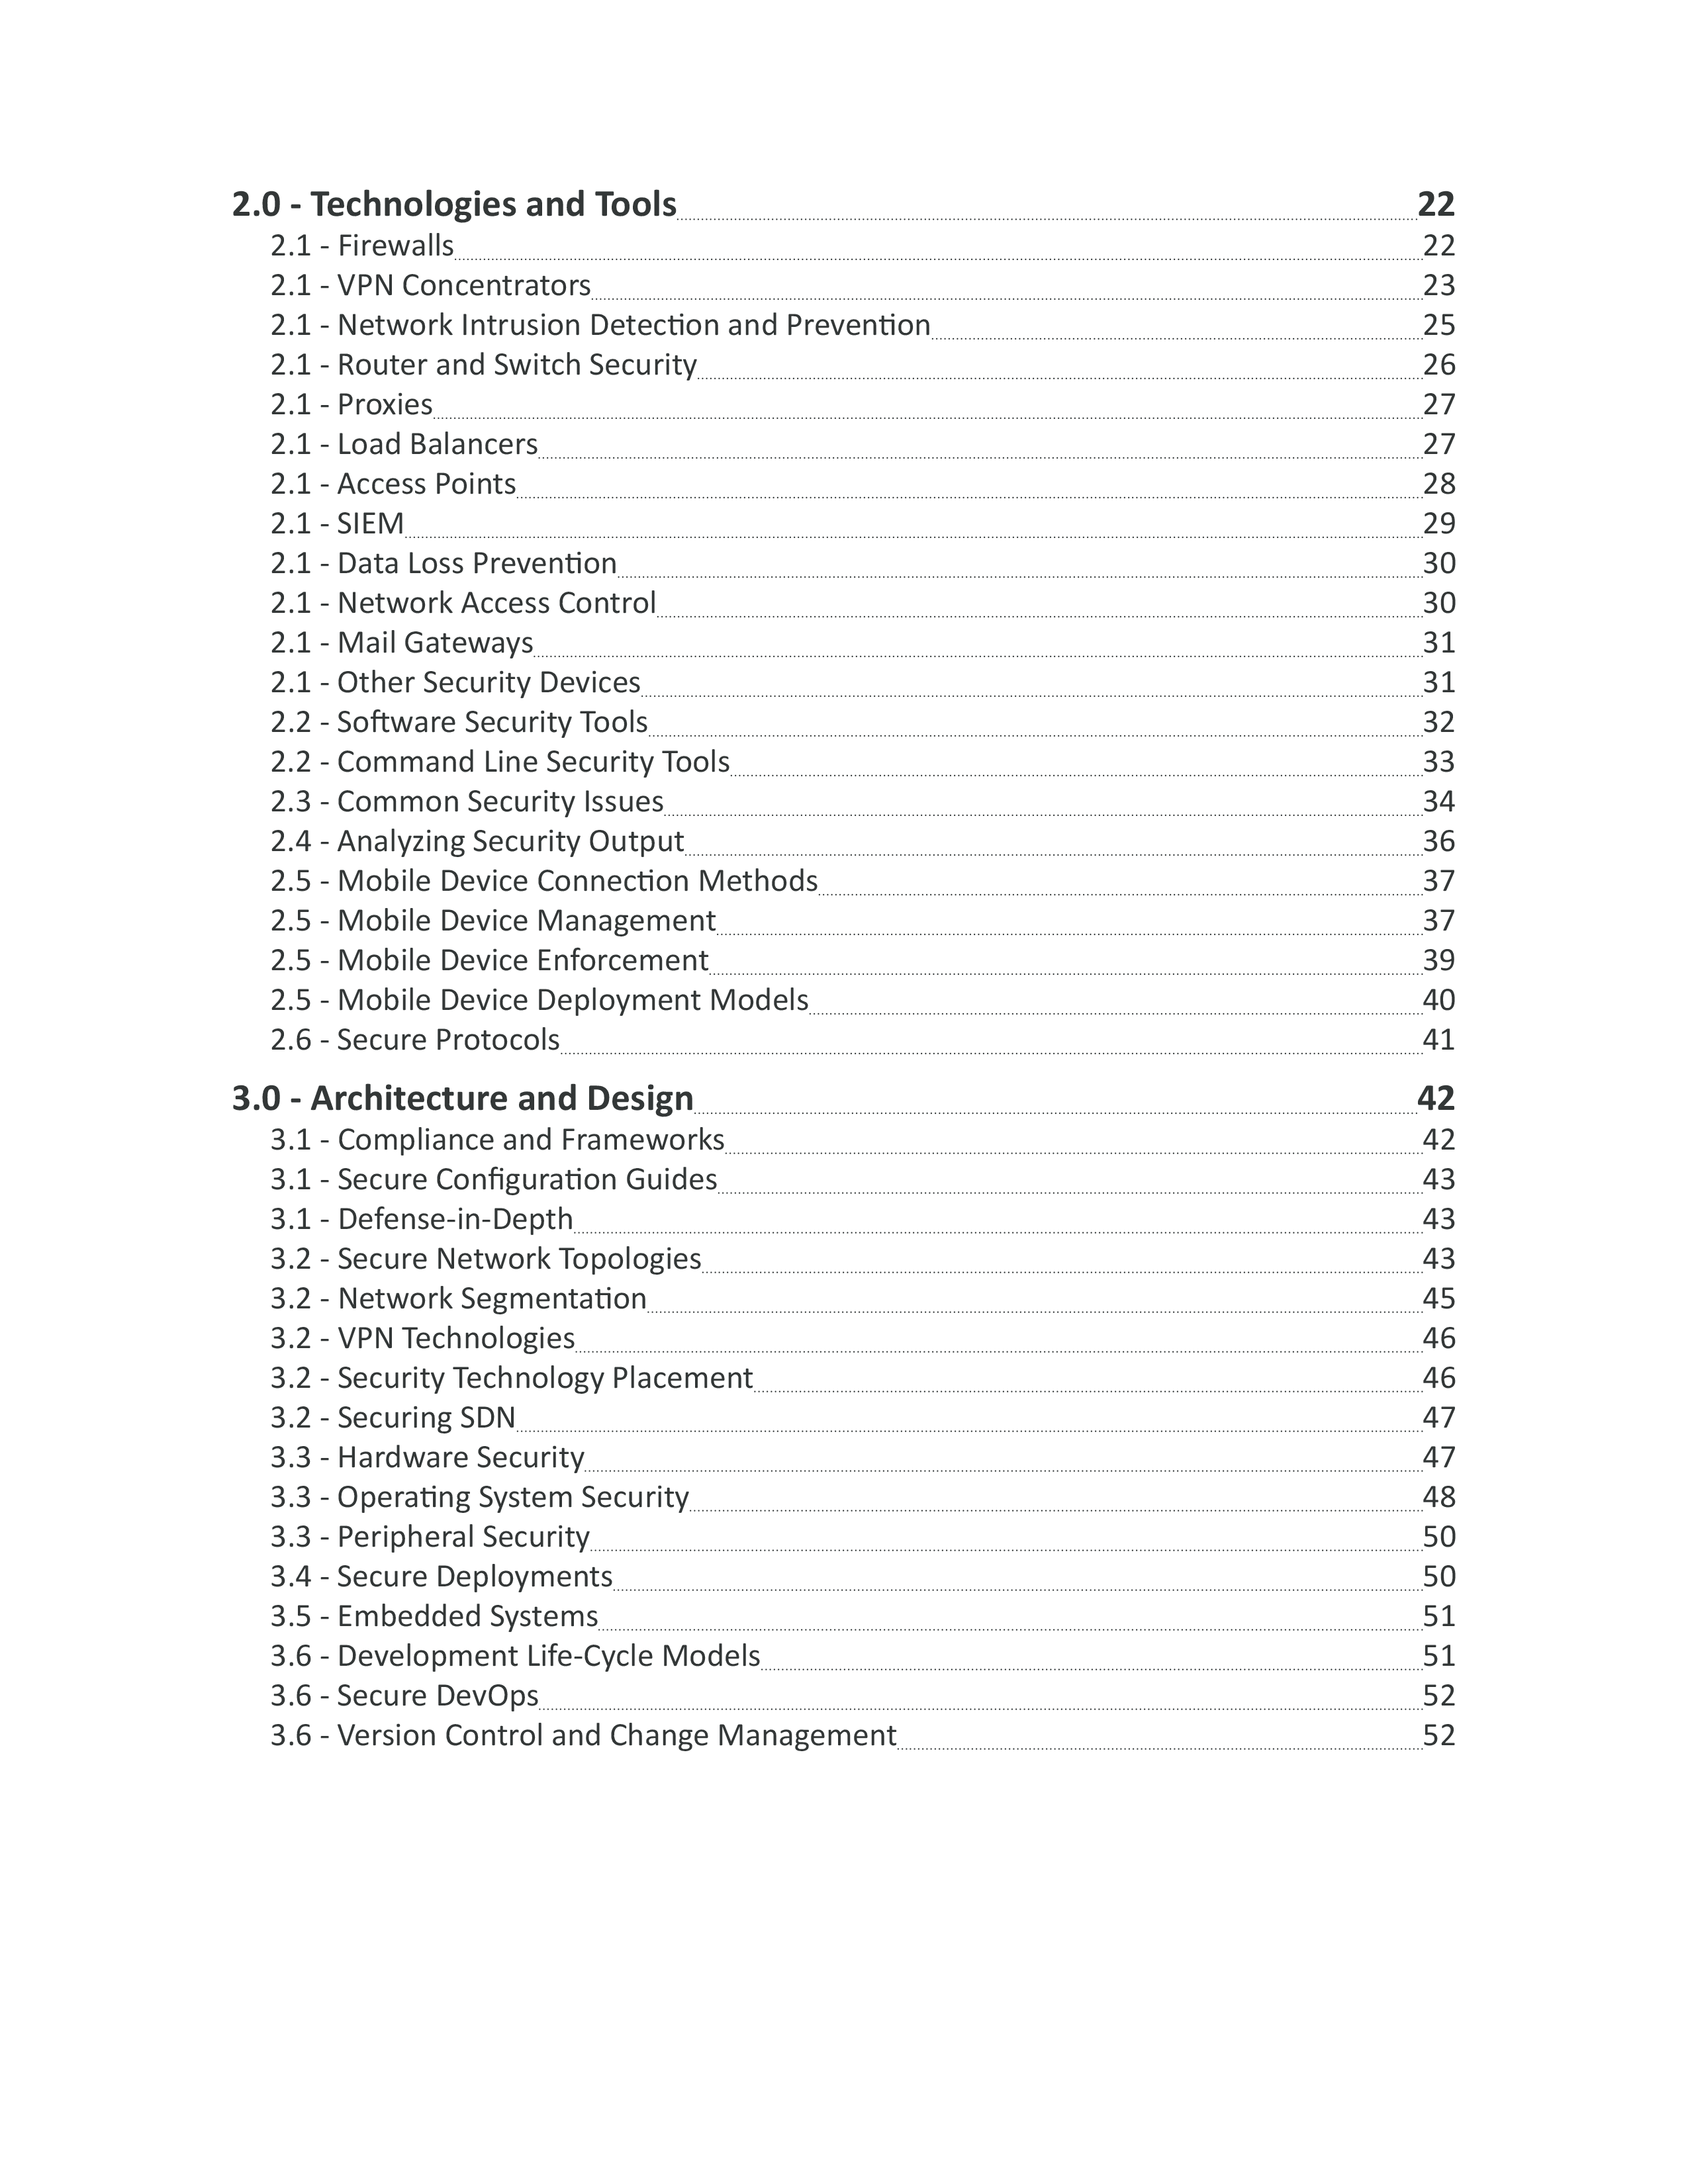 2.0 - Technologies and Tools 22
2.1 - Firewalls 22
2.1 - VPN Concentrators 23
2.1 - Network Intrusion Detection and Prevention 25
2.1 - Router and Switch Security 26
2.1 - Proxies 27
2.1 - Load Balancers 27
2.1 - Access Points 28
2.1 - SIEM 29
2.1 - Data Loss Prevention 30
2.1 - Network Access Control 30
2.1 - Mail Gateways 31
2.1 - Other Security Devices 31
2.2 - Software Security Tools 32
2.2 - Command Line Security Tools 33
2.3 - Common Security Issues 34
2.4 - Analyzing Security Output 36
2.5 - Mobile Device Connection Methods 37
2.5 - Mobile Device Management 37
2.5 - Mobile Device Enforcement 39
2.5 - Mobile Device Deployment Models 40
2.6 - Secure Protocols 41
3.0 - Architecture and Design 42
3.1 - Compliance and Frameworks 42
3.1 - Secure Configuration Guides 43
3.1 - Defense-in-Depth 43
3.2 - Secure Network Topologies 43
3.2 - Network Segmentation 45
3.2 - VPN Technologies 46
3.2 - Security Technology Placement 46
3.2 - Securing SDN 47
3.3 - Hardware Security 47
3.3 - Operating System Security 48
3.3 - Peripheral Security 50
3.4 - Secure Deployments 50
3.5 - Embedded Systems 51
3.6 - Development Life-Cycle Models 51
3.6 - Secure DevOps 52
3.6 - Version Control and Change Management 52